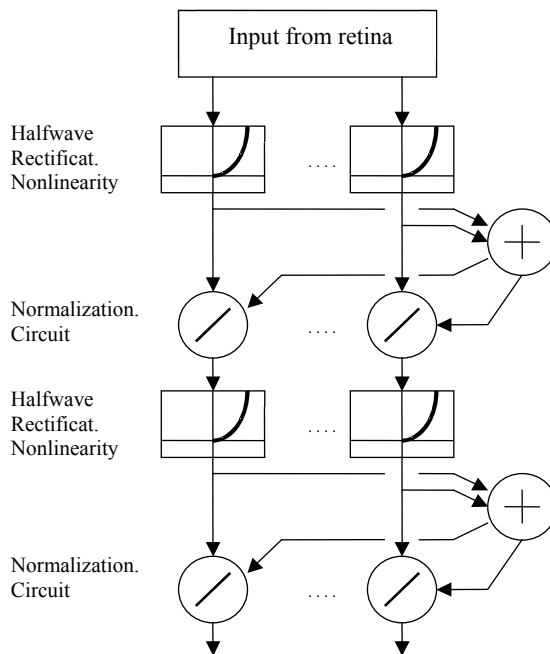 Input from retina
Halfwave
Rectificat.
Nonlinearity
. . . .
Normalization.
Circuit
. . . .
Halfwave
Rectificat.
Nonlinearity
. . . .
Normalization.
Circuit
. . . .